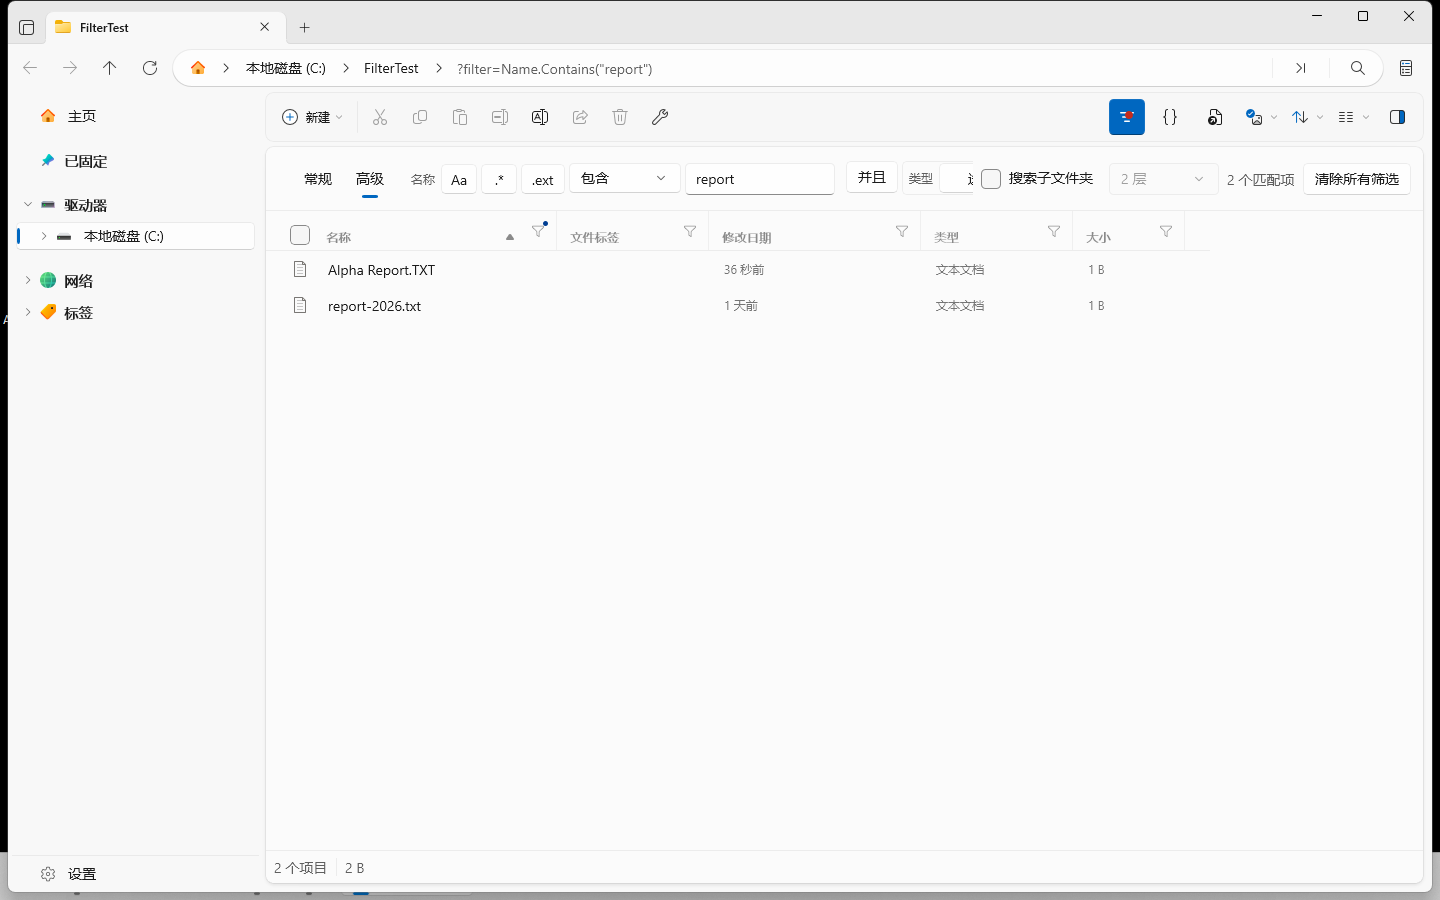 FilterTest
本地磁盘 (C:)
FilterTest
?filter=Name.Contains("report")
主页
已固定
驱动器
本地磁盘 (C:)
网络
标签
设置
新建
常规
高级
名称
Aa
.*
.ext
包含
report
并且
类型
搜索子文件夹
2 层
2 个匹配项
清除所有筛选
名称
文件标签
修改日期
类型
大小
Alpha Report.TXT
36 秒前
文本文档
1 B
report-2026.txt
1 天前
文本文档
1 B
2 个项目
2 B